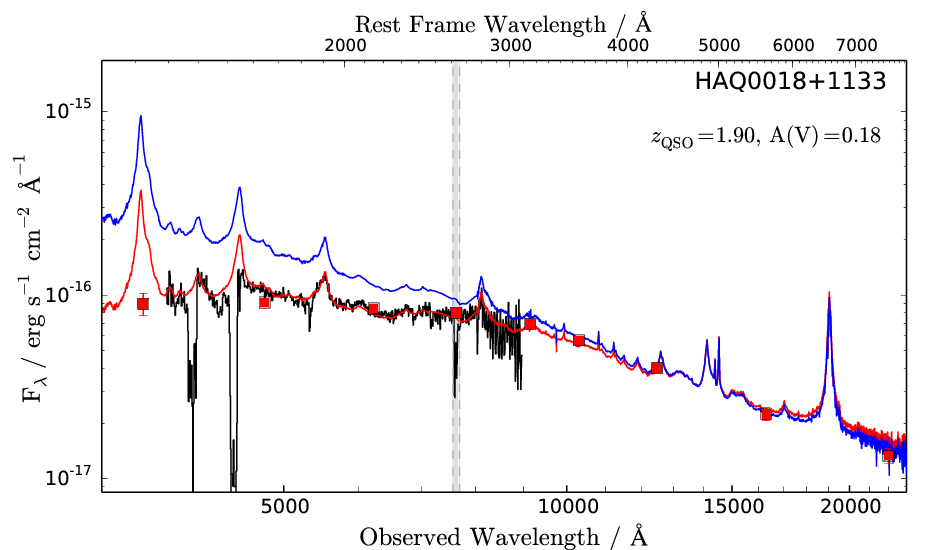 Rest Frame Wavelength / Å
2000 3000 4000 5000 6000 7000
HAQ0018+1133
z_QSO=1.90, A(V)=0.18
10^-15
10^-16
10^-17
F_λ / erg s^−1 cm^−2 Å^−1
5000 10000 15000 20000
Observed Wavelength / Å